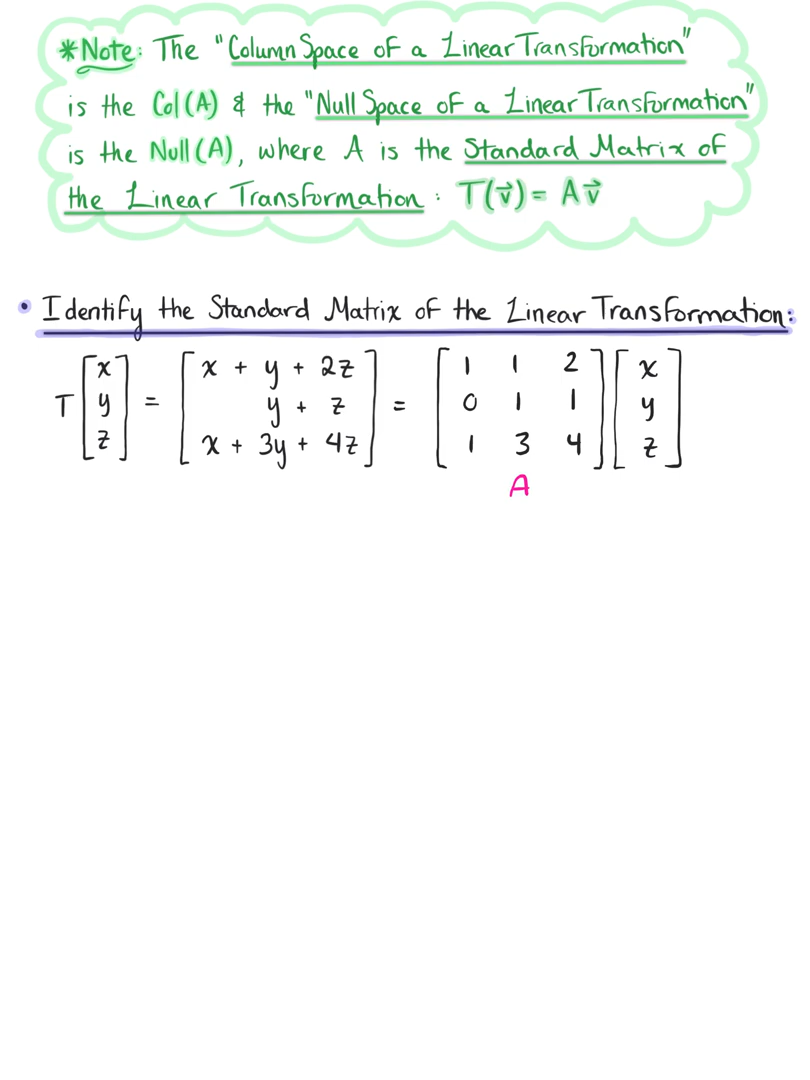 *Note: The "Column Space of a Linear Transformation"
is the Col(A) & the "Null Space of a Linear Transformation"
is the Null(A), where A is the Standard Matrix of
the Linear Transformation: T(v⃗) = Av⃗
• Identify the Standard Matrix of the Linear Transformation:
T [x y z] = [x + y + 2z
y + z
x + 3y + 4z] = [1 1 2
0 1 1
1 3 4] [x y z]
A